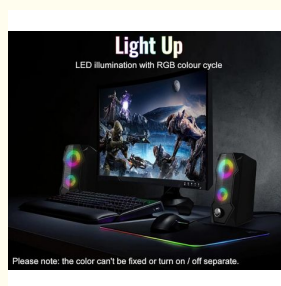 Light Up
LED illumination with RGB colour cycle
Please note: the color can't be fixed or turn on / off separate.